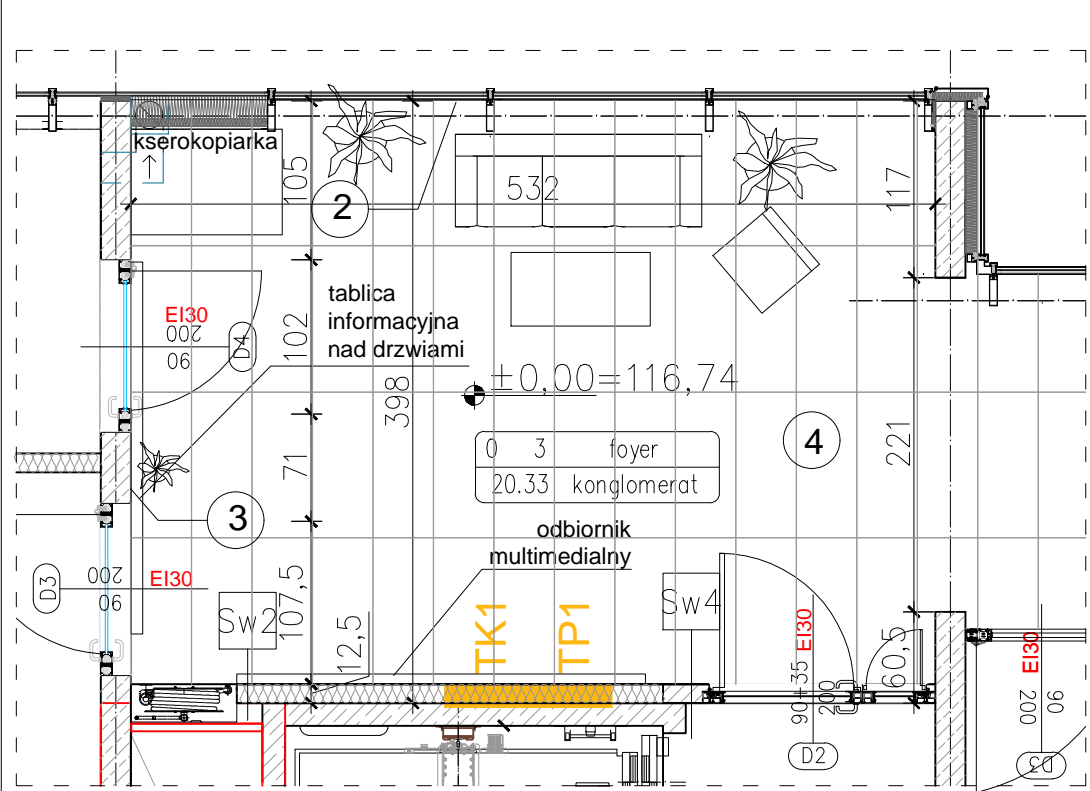 kserokopiarka
105
2
532
117
tablica
informacyjna
nad drzwiami
EI30
200
90
D4
102
398
±0,00=116,74
0 3 foyer
20.33 konglomerat
4
221
71
3
odbiornik
multimedialny
D3
200
90
EI30
Sw2
107,5
12,5
TK1
TP1
Sw4
EI30
90+35
200
60,5
D2
EI30
90
200
D3